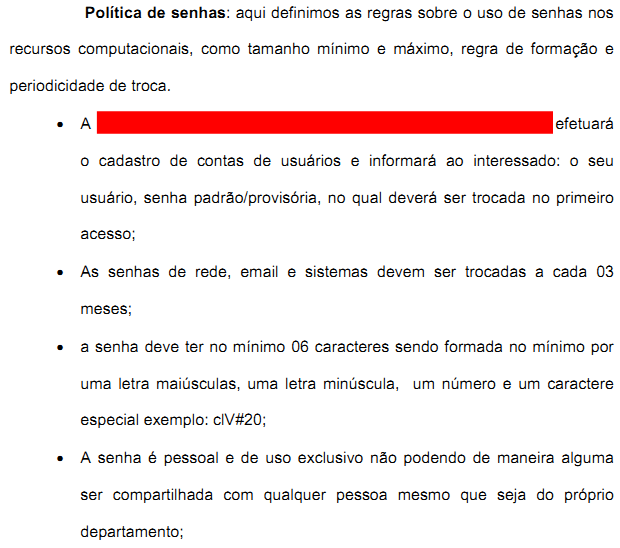 Política de senhas: aqui definimos as regras sobre o uso de senhas nos
recursos computacionais, como tamanho mínimo e máximo, regra de formação e
periodicidade de troca.
• A efetuará
o cadastro de contas de usuários e informará ao interessado: o seu
usuário, senha padrão/provisória, no qual deverá ser trocada no primeiro
acesso;
• As senhas de rede, email e sistemas devem ser trocadas a cada 03
meses;
• a senha deve ter no mínimo 06 caracteres sendo formada no mínimo por
uma letra maiúsculas, uma letra minúscula, um número e um caractere
especial exemplo: clV#20;
• A senha é pessoal e de uso exclusivo não podendo de maneira alguma
ser compartilhada com qualquer pessoa mesmo que seja do próprio
departamento;